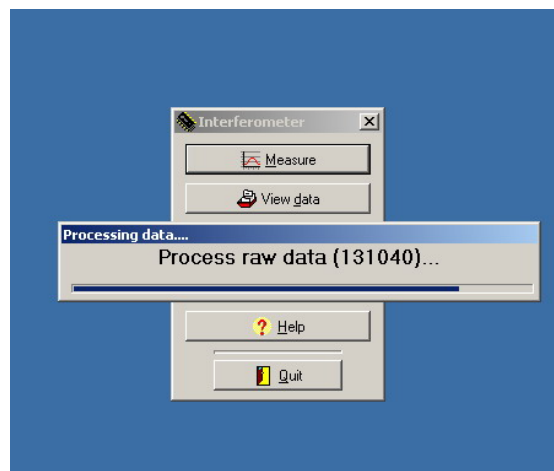 Interferometer
Measure
View data
Processing data....
Process raw data (131040)...
Help
Quit